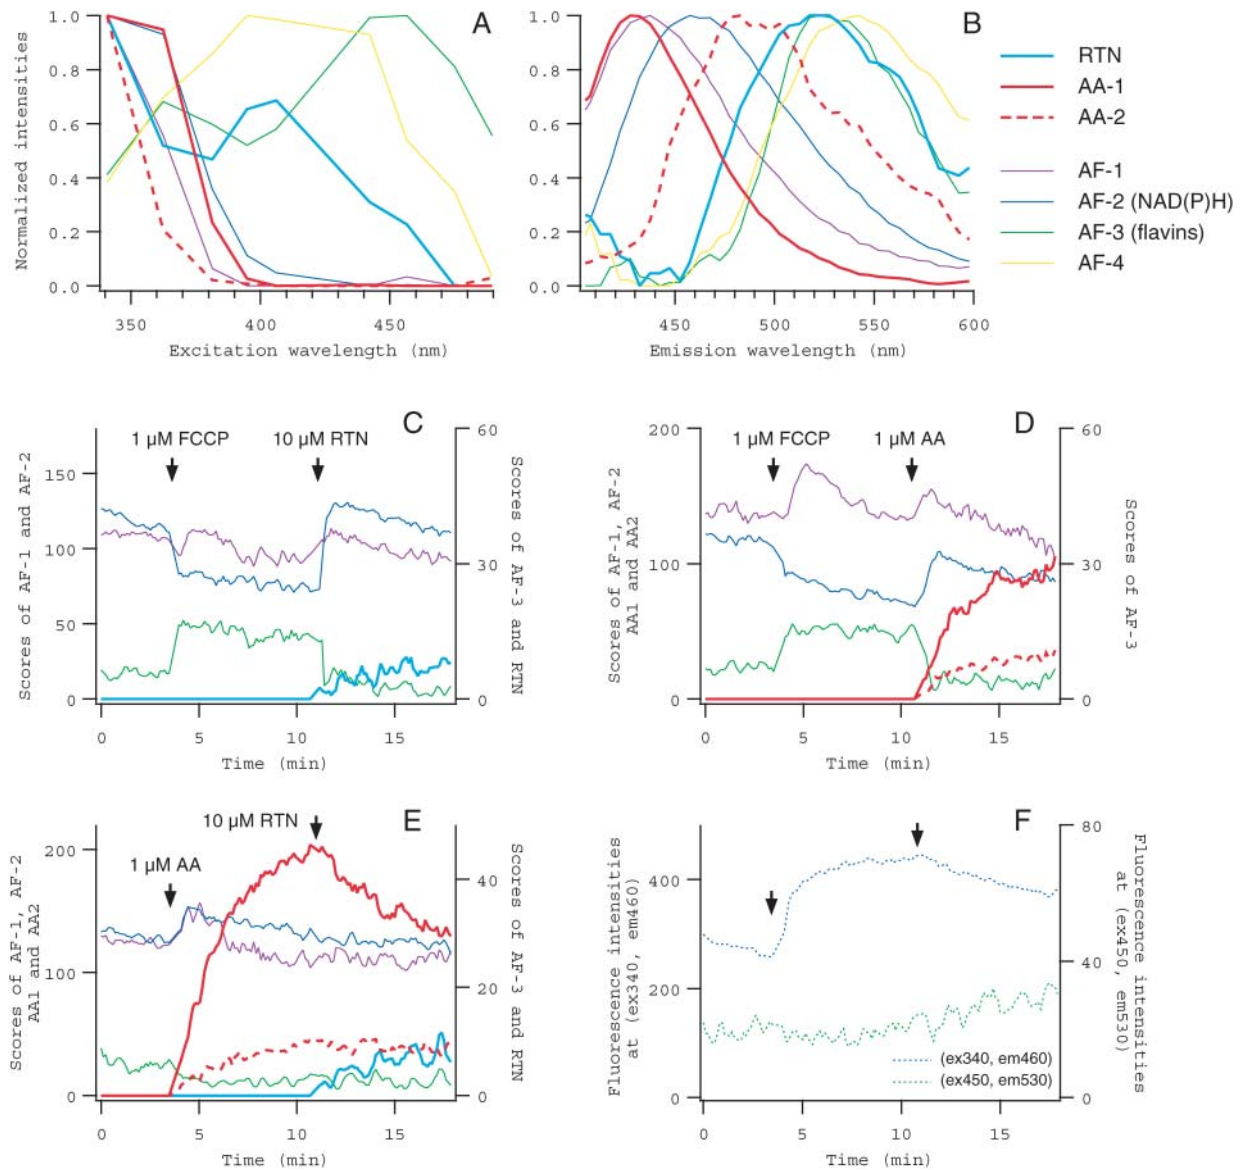 A
Normalized intensities
1.0
0.8
0.6
0.4
0.2
0.0
350
400
450
Excitation wavelength (nm)
B
1.0
0.8
0.6
0.4
0.2
0.0
450
500
550
600
Emission wavelength (nm)
RTN
AA-1
AA-2
AF-1
AF-2 (NAD(P)H)
AF-3 (flavins)
AF-4
C
1 µM FCCP
10 µM RTN
Scores of AF-1 and AF-2
150
100
50
0
60
30
0
Scores of AF-3 and RTN
0
5
10
15
Time (min)
D
1 µM FCCP
1 µM AA
Scores of AF-1, AF-2
AA1 and AA2
200
100
0
60
30
0
Scores of AF-3
0
5
10
15
Time (min)
E
10 µM RTN
1 µM AA
Scores of AF-1, AF-2
AA1 and AA2
200
100
0
40
20
0
Scores of AF-3 and RTN
0
5
10
15
Time (min)
F
Fluorescence intensities
at (ex340, em460)
400
200
0
80
40
0
Fluorescence intensities
at (ex450, em530)
(ex340, em460)
(ex450, em530)
0
5
10
15
Time (min)